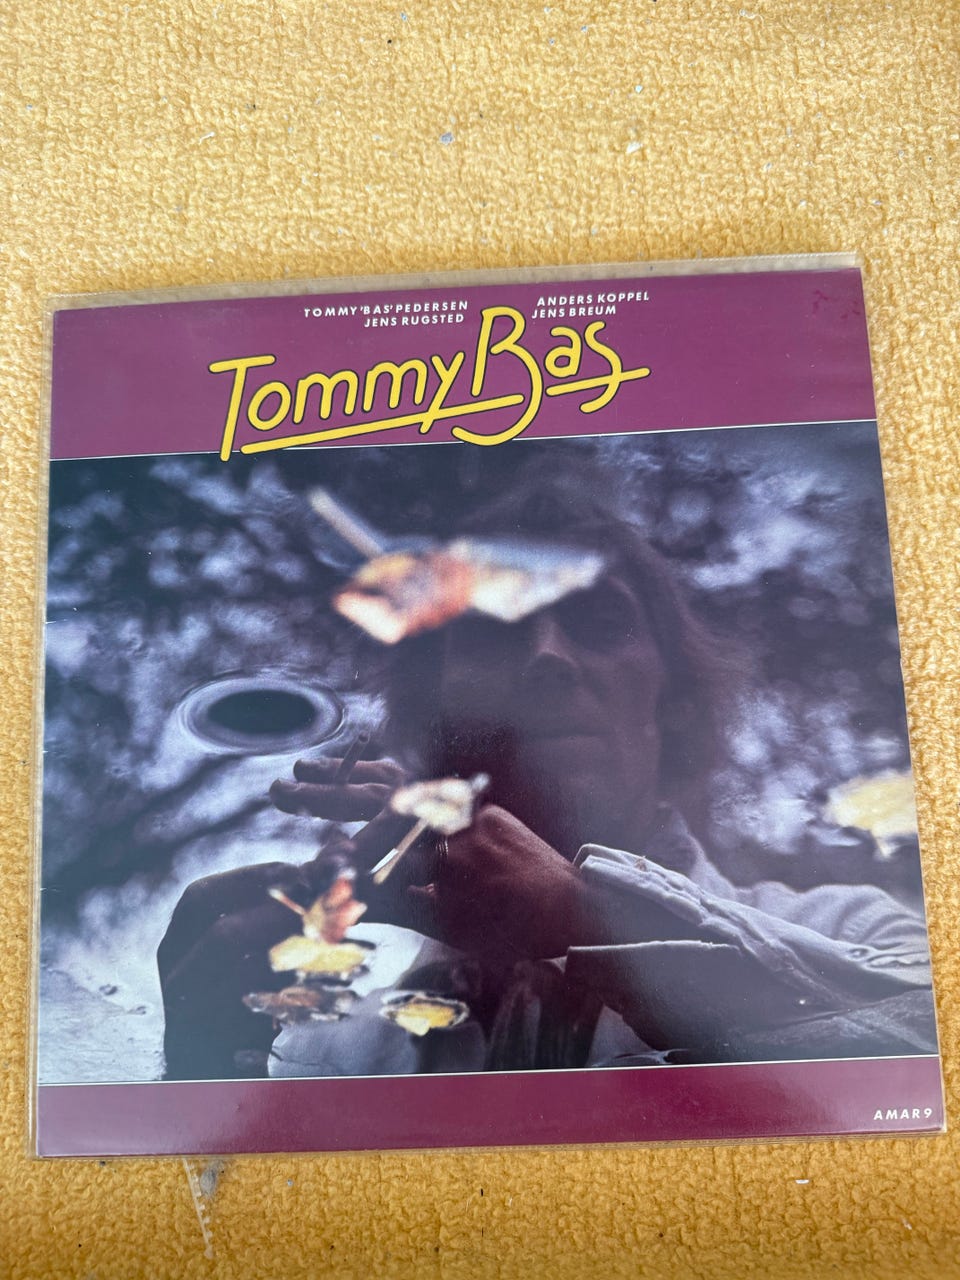 TOMMY 'BAS' PEDERSEN
JENS RUGSTED
ANDERS KOPPEL
JENS BREUM
Tommy Bas
AMAR 9